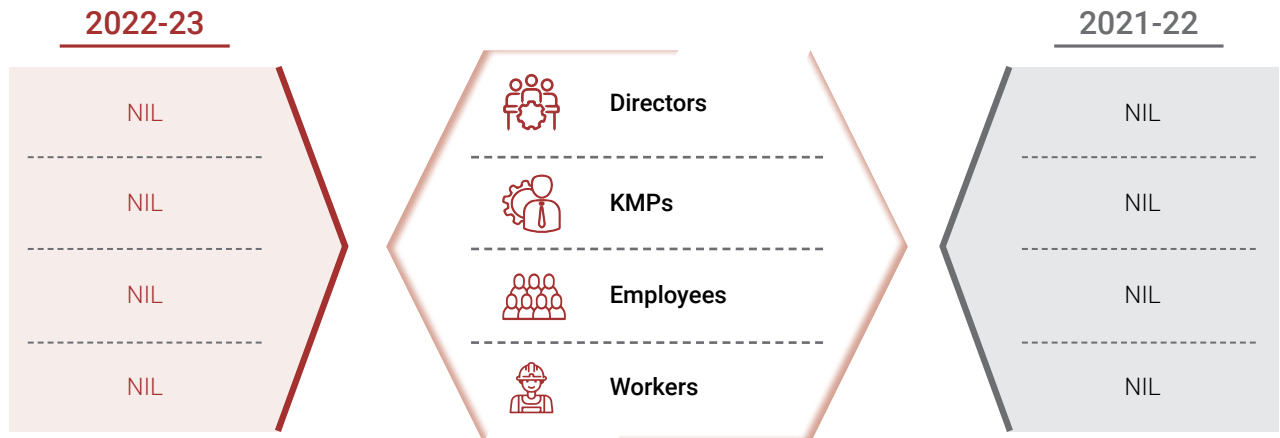 2022-23
2021-22
NIL
Directors
NIL
NIL
KMPs
NIL
NIL
Employees
NIL
NIL
Workers
NIL